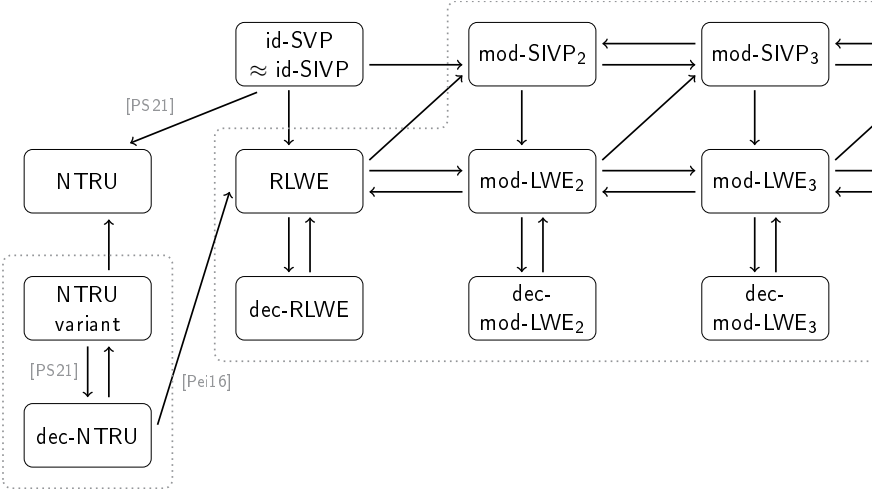 id-SVP
≈ id-SIVP
mod-SIVP₂
mod-SIVP₃
[PS21]
NTRU
RLWE
mod-LWE₂
mod-LWE₃
NTRU
variant
dec-RLWE
dec-
mod-LWE₂
dec-
mod-LWE₃
[PS21]
[Pei16]
dec-NTRU